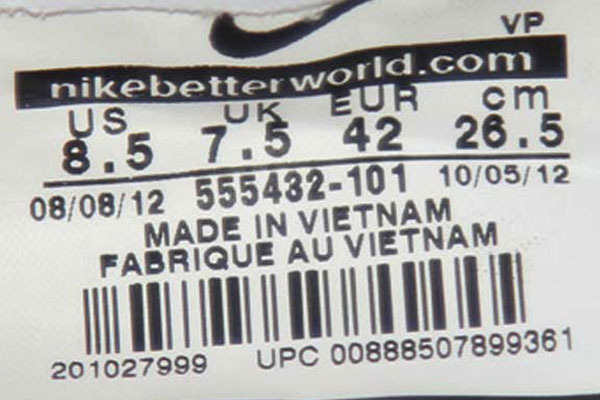 VP
nikebetterworld.com
US UK EUR cm
8.5 7.5 42 26.5
08/08/12 555432-101 10/05/12
MADE IN VIETNAM
FABRIQUE AU VIETNAM
201027999 UPC 00888507899361